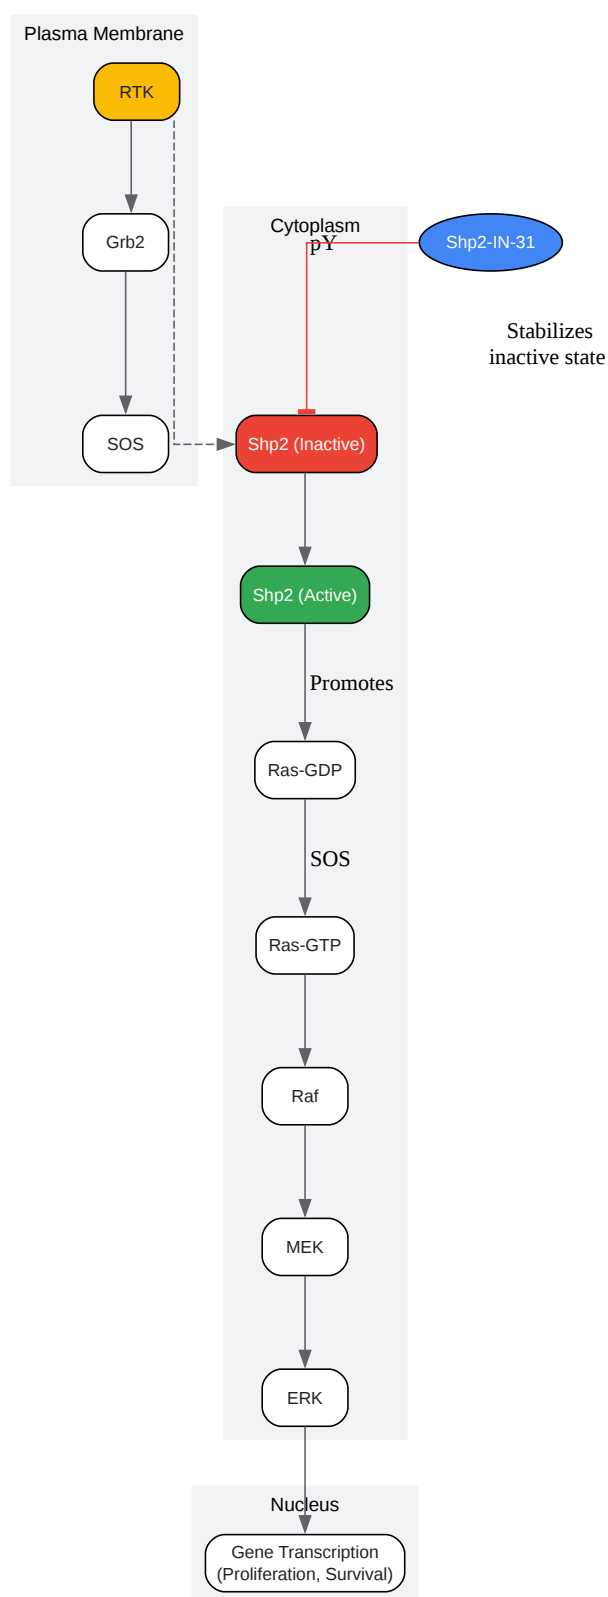 Plasma Membrane
RTK
Grb2
SOS
Cytoplasm
pY
Shp2-IN-31
Stabilizes
inactive state
Shp2 (Inactive)
Shp2 (Active)
Promotes
Ras-GDP
SOS
Ras-GTP
Raf
MEK
ERK
Nucleus
Gene Transcription
(Proliferation, Survival)